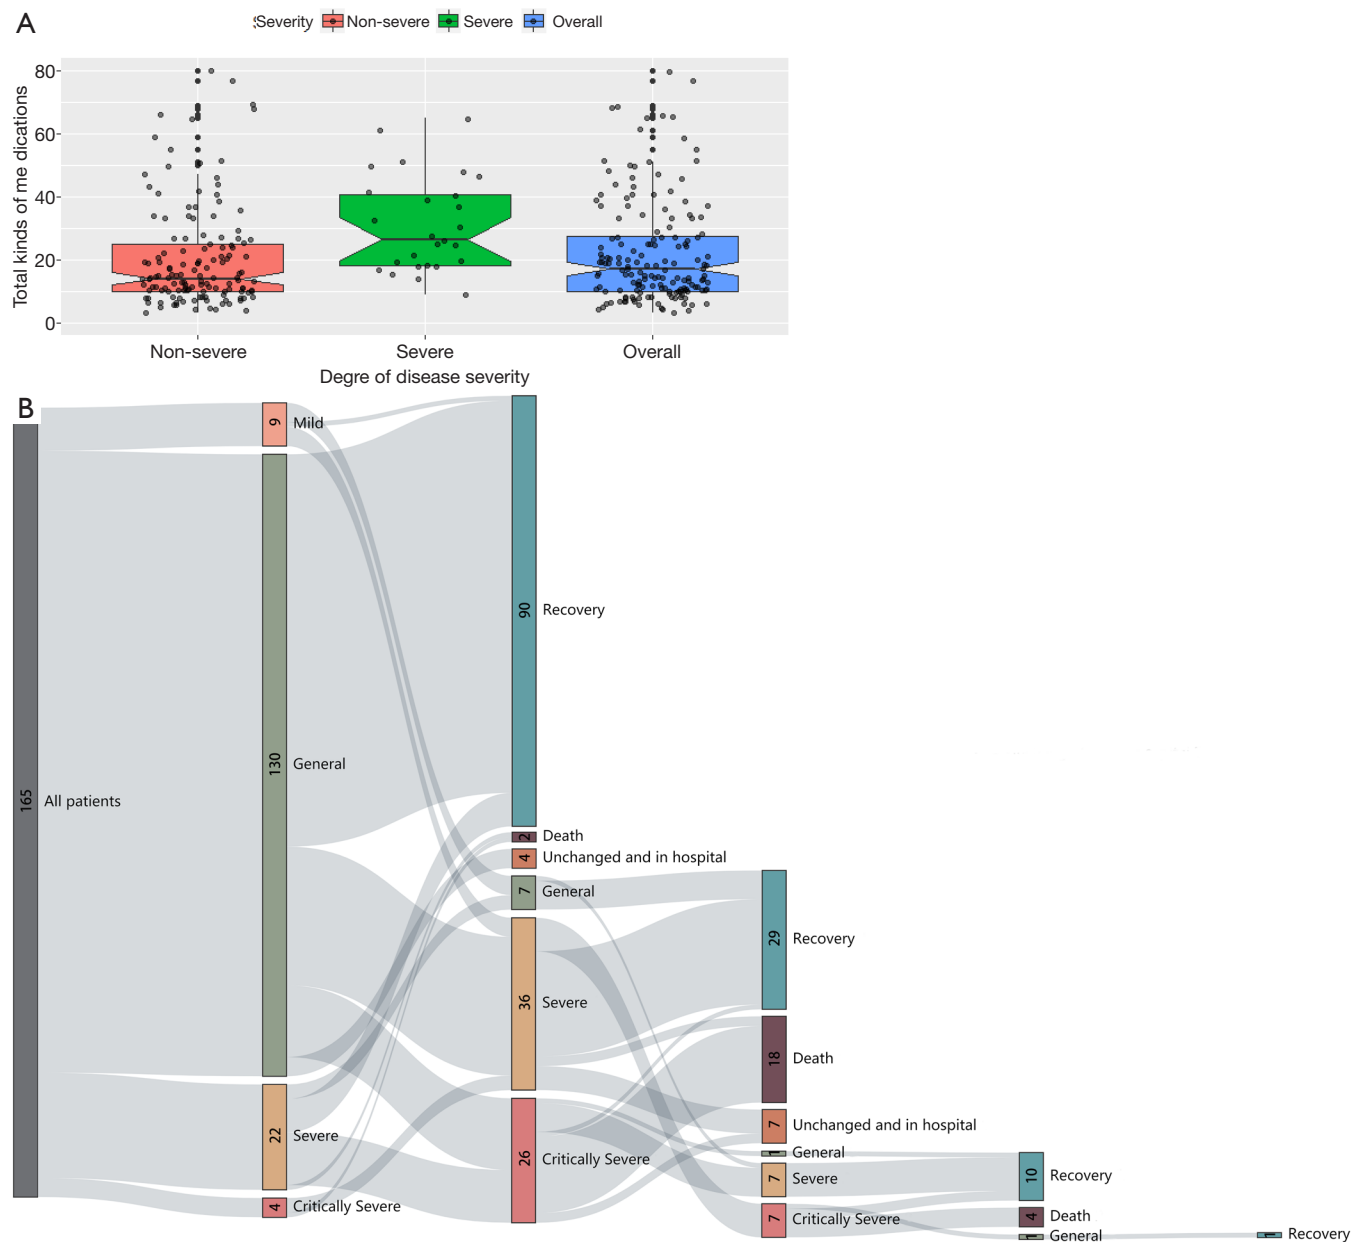 A
Severity Non-severe Severe Overall
Total kinds of me dications
80
60
40
20
0
Non-severe Severe Overall
Degre of disease severity
B
165 All patients
9 Mild
130 General
22 Severe
4 Critically Severe
90 Recovery
2 Death
4 Unchanged and in hospital
7 General
36 Severe
26 Critically Severe
29 Recovery
18 Death
7 Unchanged and in hospital
1 General
7 Severe
7 Critically Severe
10 Recovery
4 Death
1 General
1 Recovery